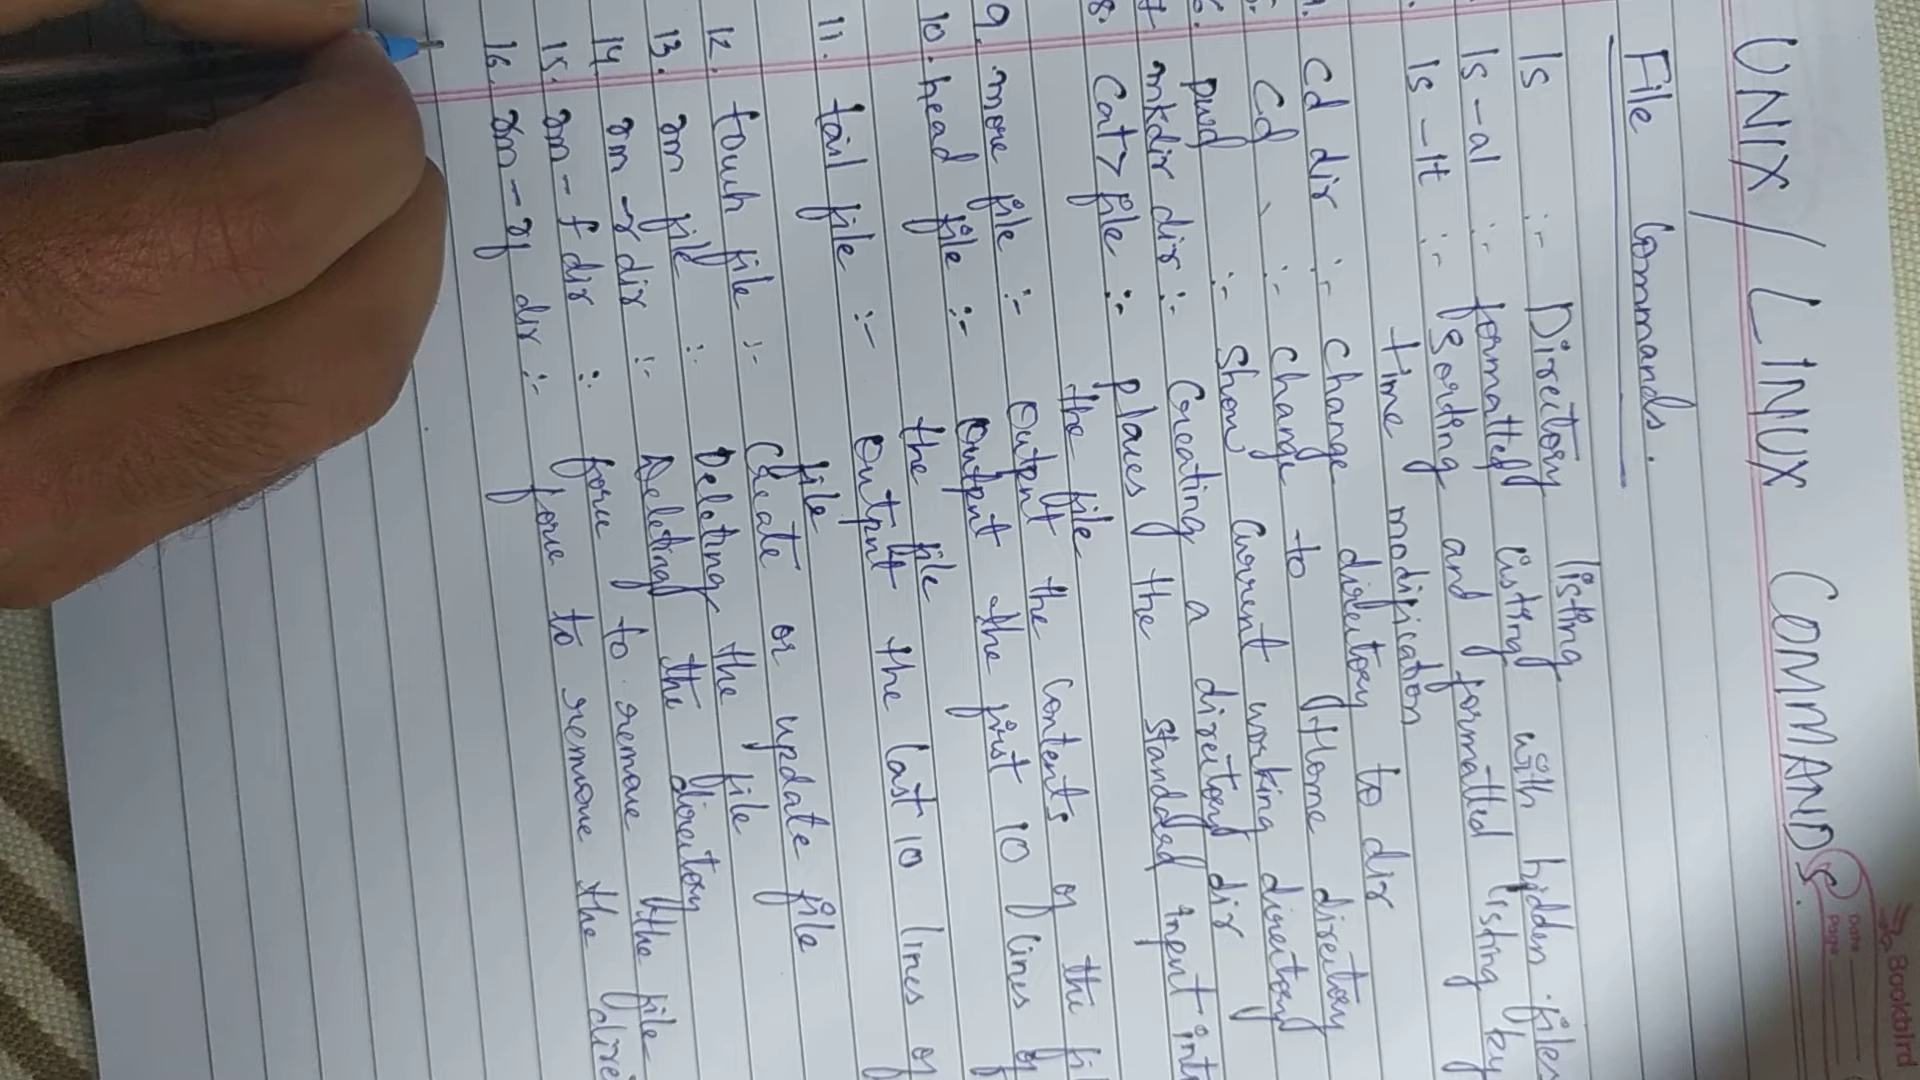 Bookbird
Date
Page
UNIX / LINUX COMMANDS.
File Commands.
ls :- Directory listing
ls -al :- formatted listing with hidden files
ls -lt :- Sorting and formatted listing by
time modification
cd dir :- change directory to dir
Cd :- change to Home directory
pwd :- Show Current working directory
7 mkdir dir :- Creating a directory dir
8. Cat > file :- places the standded input into
the file
9. more file :- Output the contents of the
10. head file :- Output the first 10 lines of
the file
11. tail file :- Output the last 10 lines of
file
12. touch file :- Create or update file
13. rm file :- Deleting the file
14 rm -r dir :- Deleting the directory
15. rm -f dir :- force to remove the file
16. rm -rf dir :- force to remove the